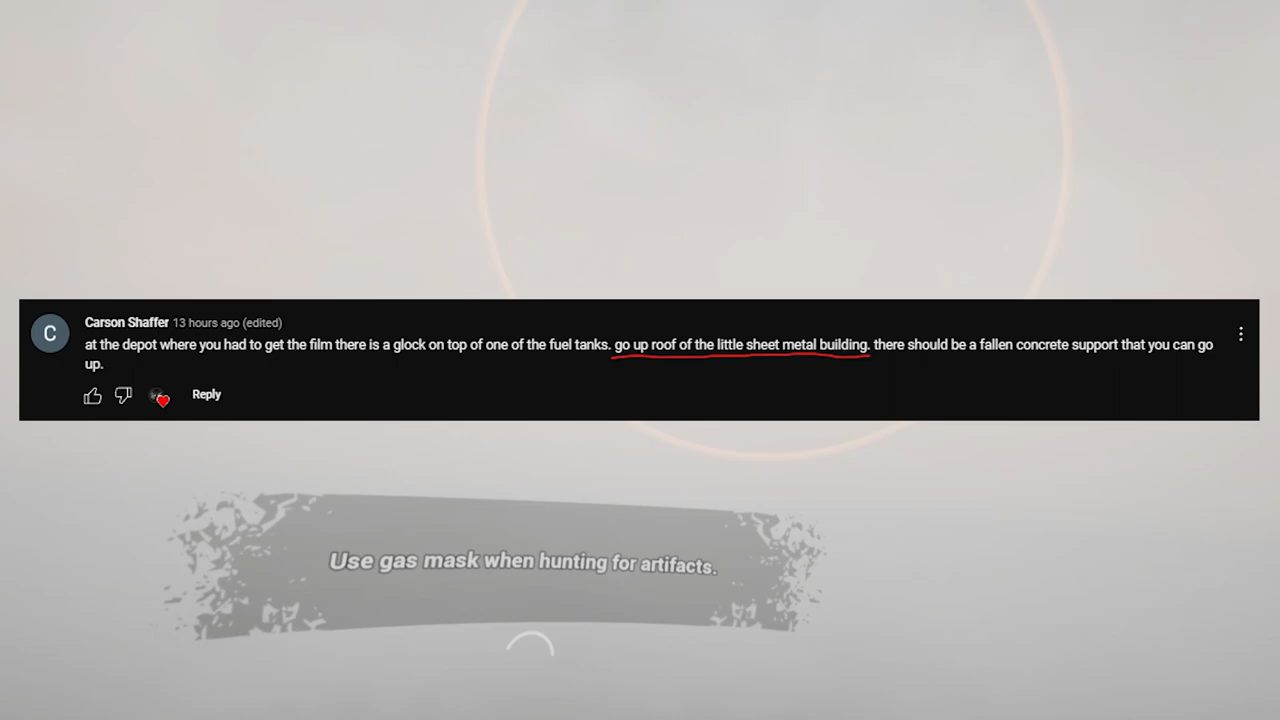 C
Carson Shaffer 13 hours ago (edited)
at the depot where you had to get the film there is a glock on top of one of the fuel tanks. go up roof of the little sheet metal building. there should be a fallen concrete support that you can go
up.
Reply
Use gas mask when hunting for artifacts.